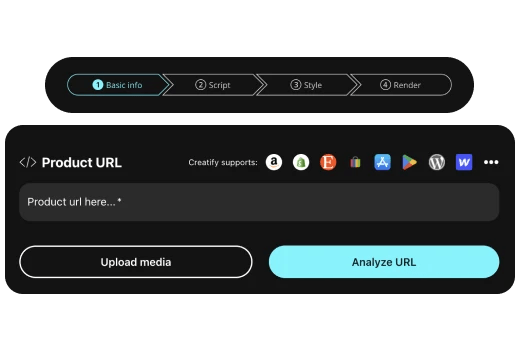 1 Basic info
2 Script
3 Style
4 Render
</> Product URL
Creatify supports: a W w •••
Product url here...*
Upload media
Analyze URL